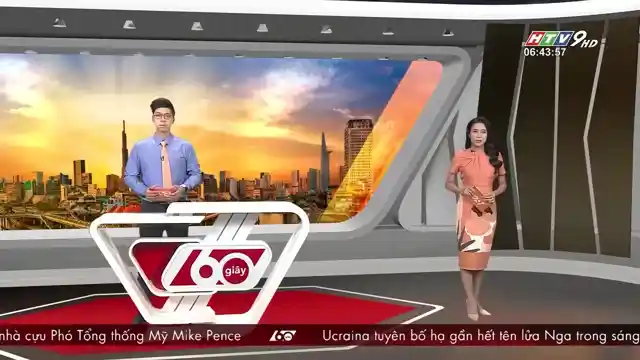 HTV9 HD
06:43:57
60 giây
nhà cựu Phó Tổng thống Mỹ Mike Pence 60 Ucraina tuyên bố hạ gần hết tên lửa Nga trong sáng